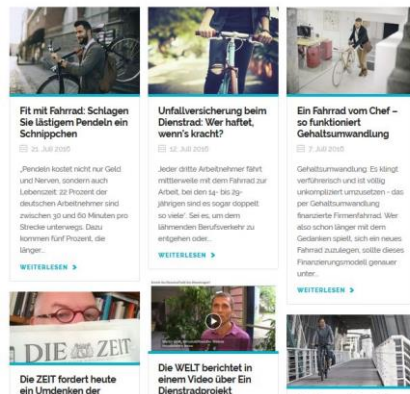 Fit mit Fahrrad: Schlagen
Sie lästigem Pendeln ein
Schnippchen
21. Juli 2016
„Pendeln kostet nicht nur Geld
und Nerven, sondern auch
Lebenszeit: 22 Prozent der
deutschen Arbeitnehmer sind
zwischen 30 und 60 Minuten pro
Strecke unterwegs. Dazu
kommen fünf Prozent, die
länger...
WEITERLESEN
Unfallversicherung beim
Dienstrad: Wer haftet,
wenn's kracht?
12. Juli 2016
Jeder dritte Arbeitnehmer fährt
mittlerweile mit dem Fahrrad zur
Arbeit, bei den 14- bis 29-
jährigen sind es sogar doppelt
so viele*. Sei es, um dem
lähmenden Berufsverkehr zu
entgehen oder...
WEITERLESEN
Ein Fahrrad vom Chef –
so funktioniert
Gehaltsumwandlung
7. Juli 2016
Gehaltsumwandlung: Es klingt
verführerisch und ist völlig
unkompliziert umzusetzen - das
per Gehaltsumwandlung
finanzierte Firmenfahrrad. Wer
also schon länger mit dem
Gedanken spielt, sich ein neues
Fahrrad zuzulegen, sollte dieses
Finanzierungsmodell genauer
unter...
WEITERLESEN
DIE ZEIT
Die ZEIT fordert heute
ein Umdenken der
Die WELT berichtet in
einem Video über Ein
Dienstradprojekt